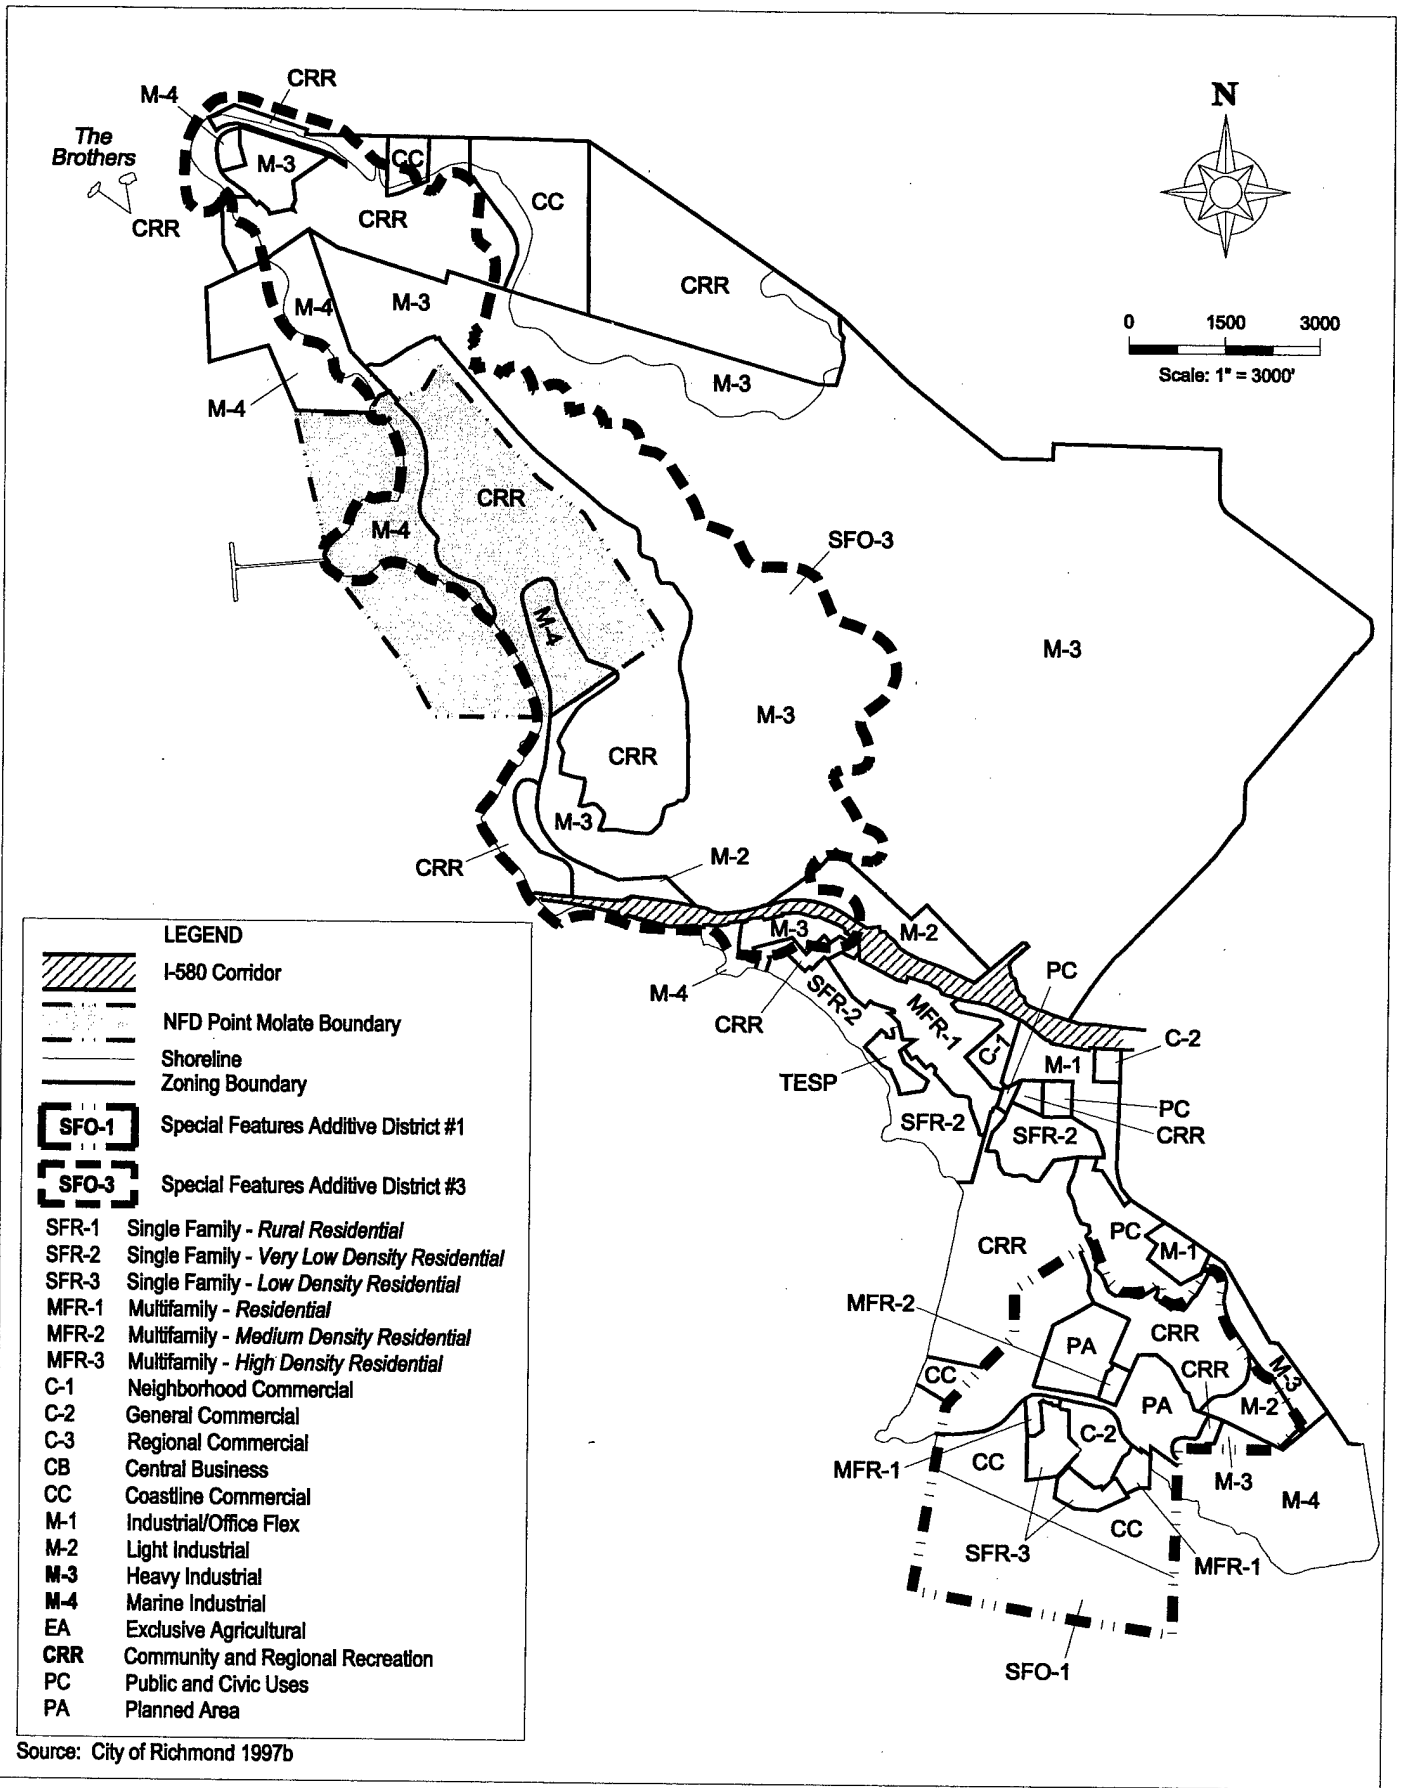 CRR
M-4
The
Brothers
M-3
CC
CRR
CRR
CC
N
CRR
M-4
M-3
0 1500 3000
Scale: 1" = 3000'
M-3
M-4
CRR
M-4
SFO-3
M-4
M-3
M-3
CRR
M-3
M-2
CRR
M-3
M-2
M-4
CRR
SFR-2
MFR-1
PC
C-1
C-2
M-1
TESP
SFR-2
SFR-2
PC
CRR
CRR
PC
M-1
MFR-2
CRR
PA
CC
CRR
M-3
PA
M-2
C-2
CC
MFR-1
M-3
M-4
CC
SFR-3
MFR-1
SFO-1
LEGEND
I-580 Corridor
NFD Point Molate Boundary
Shoreline
Zoning Boundary
SFO-1 Special Features Additive District #1
SFO-3 Special Features Additive District #3
SFR-1 Single Family - Rural Residential
SFR-2 Single Family - Very Low Density Residential
SFR-3 Single Family - Low Density Residential
MFR-1 Multifamily - Residential
MFR-2 Multifamily - Medium Density Residential
MFR-3 Multifamily - High Density Residential
C-1 Neighborhood Commercial
C-2 General Commercial
C-3 Regional Commercial
CB Central Business
CC Coastline Commercial
M-1 Industrial/Office Flex
M-2 Light Industrial
M-3 Heavy Industrial
M-4 Marine Industrial
EA Exclusive Agricultural
CRR Community and Regional Recreation
PC Public and Civic Uses
PA Planned Area
Source: City of Richmond 1997b